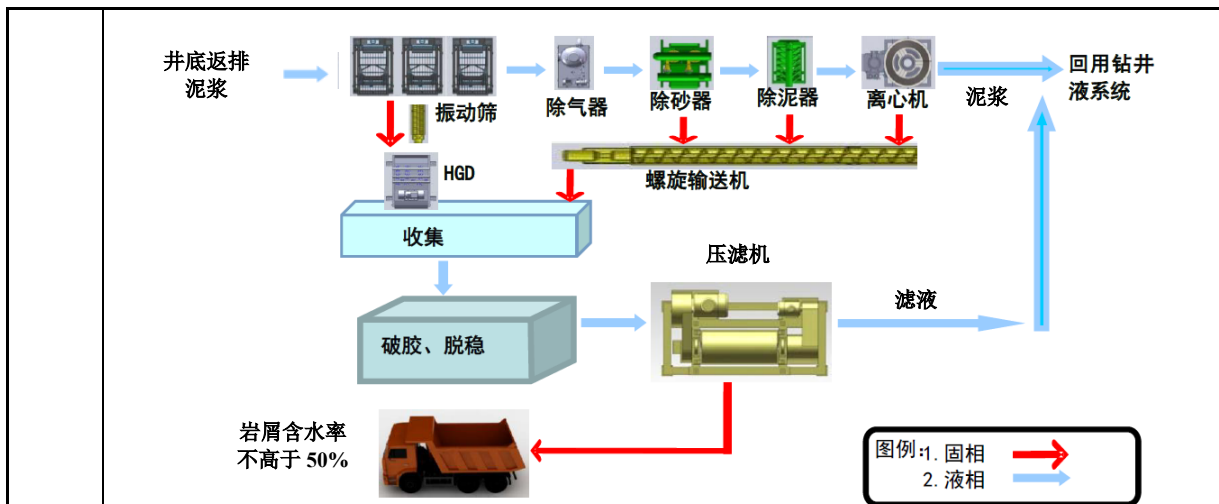 井底返排
泥浆
振动筛
除气器
除砂器
除泥器
离心机
泥浆
回用钻井
液系统
HGD
螺旋输送机
收集
压滤机
滤液
破胶、脱稳
岩屑含水率
不高于 50%
图例:1. 固相
2. 液相